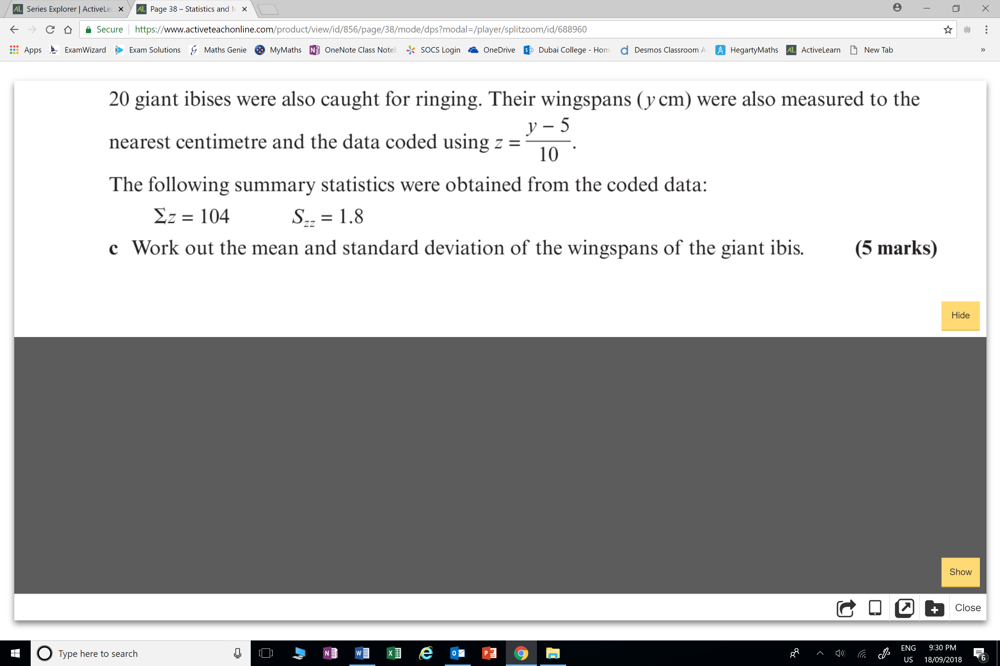 Series Explorer | ActiveLe
Page 38 – Statistics and M
Secure
https://www.activeteachonline.com/product/view/id/856/page/38/mode/dps?modal=/player/splitzoom/id/688960
Apps ExamWizard Exam Solutions Maths Genie MyMaths OneNote Class Noteb SOCS Login OneDrive Dubai College - Hom Desmos Classroom A HegartyMaths ActiveLearn New Tab »
20 giant ibises were also caught for ringing. Their wingspans (y cm) were also measured to the
nearest centimetre and the data coded using z = (y – 5)/10.
The following summary statistics were obtained from the coded data:
Σz = 104 S_zz = 1.8
c Work out the mean and standard deviation of the wingspans of the giant ibis. (5 marks)
Hide
Show
Close
Type here to search
ENG
US
9:30 PM
18/09/2018
6